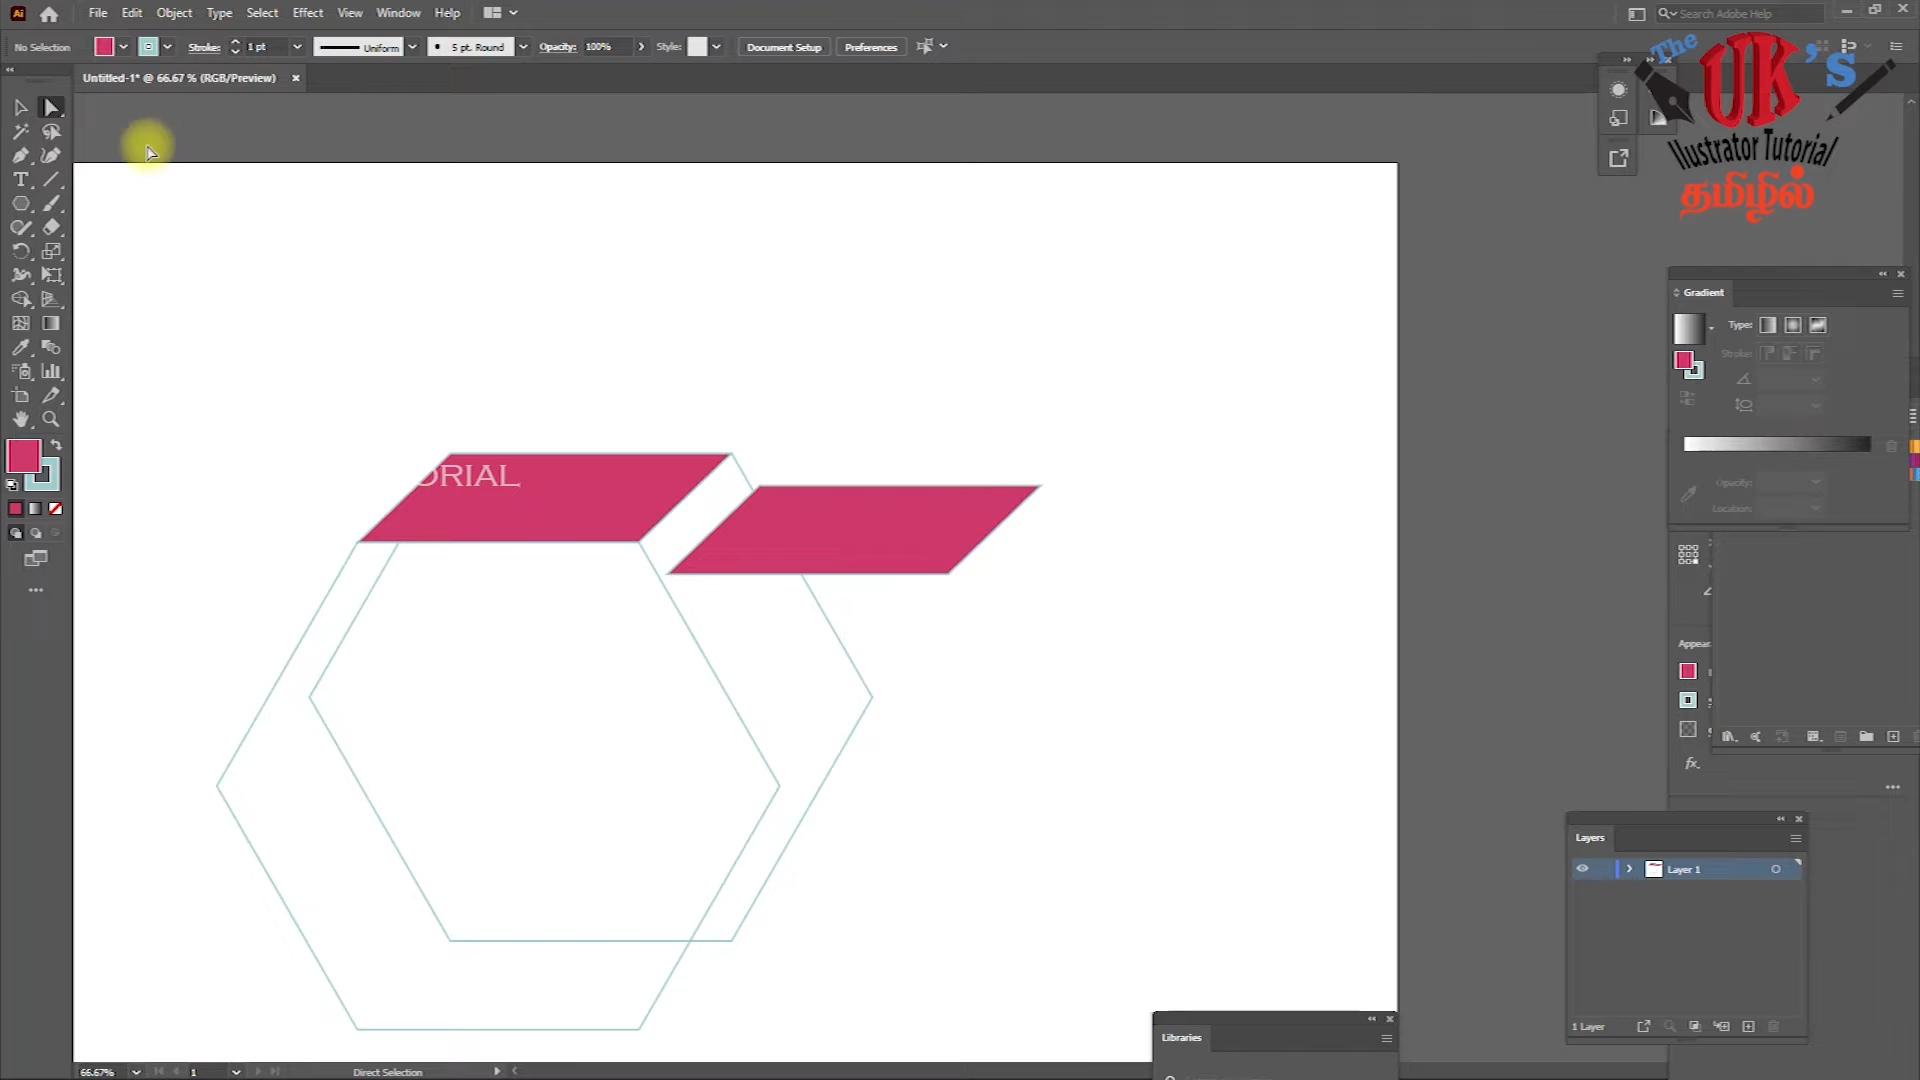 File Edit Object Type Select Effect View Window Help
Search Adobe Help
No Selection Stroke: 1 pt Uniform 5 pt. Round Opacity: 100% Style: Document Setup Preferences
Untitled-1* @ 66.67 % (RGB/Preview)
The UK's
Illustrator Tutorial
தமிழில்
Gradient
Type:
Stroke:
ORIAL
Opacity:
Location:
Appear
fx.
Layers
Layer 1
1 Layer
Libraries
66.67% 1 Direct Selection